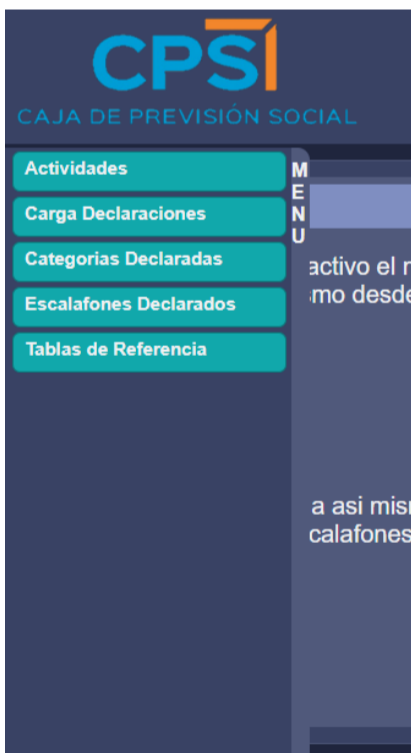 CPS
CAJA DE PREVISIÓN SOCIAL
Actividades
Carga Declaraciones
Categorias Declaradas
Escalafones Declarados
Tablas de Referencia
MENU
activo el
mo desde
a asi
calafones